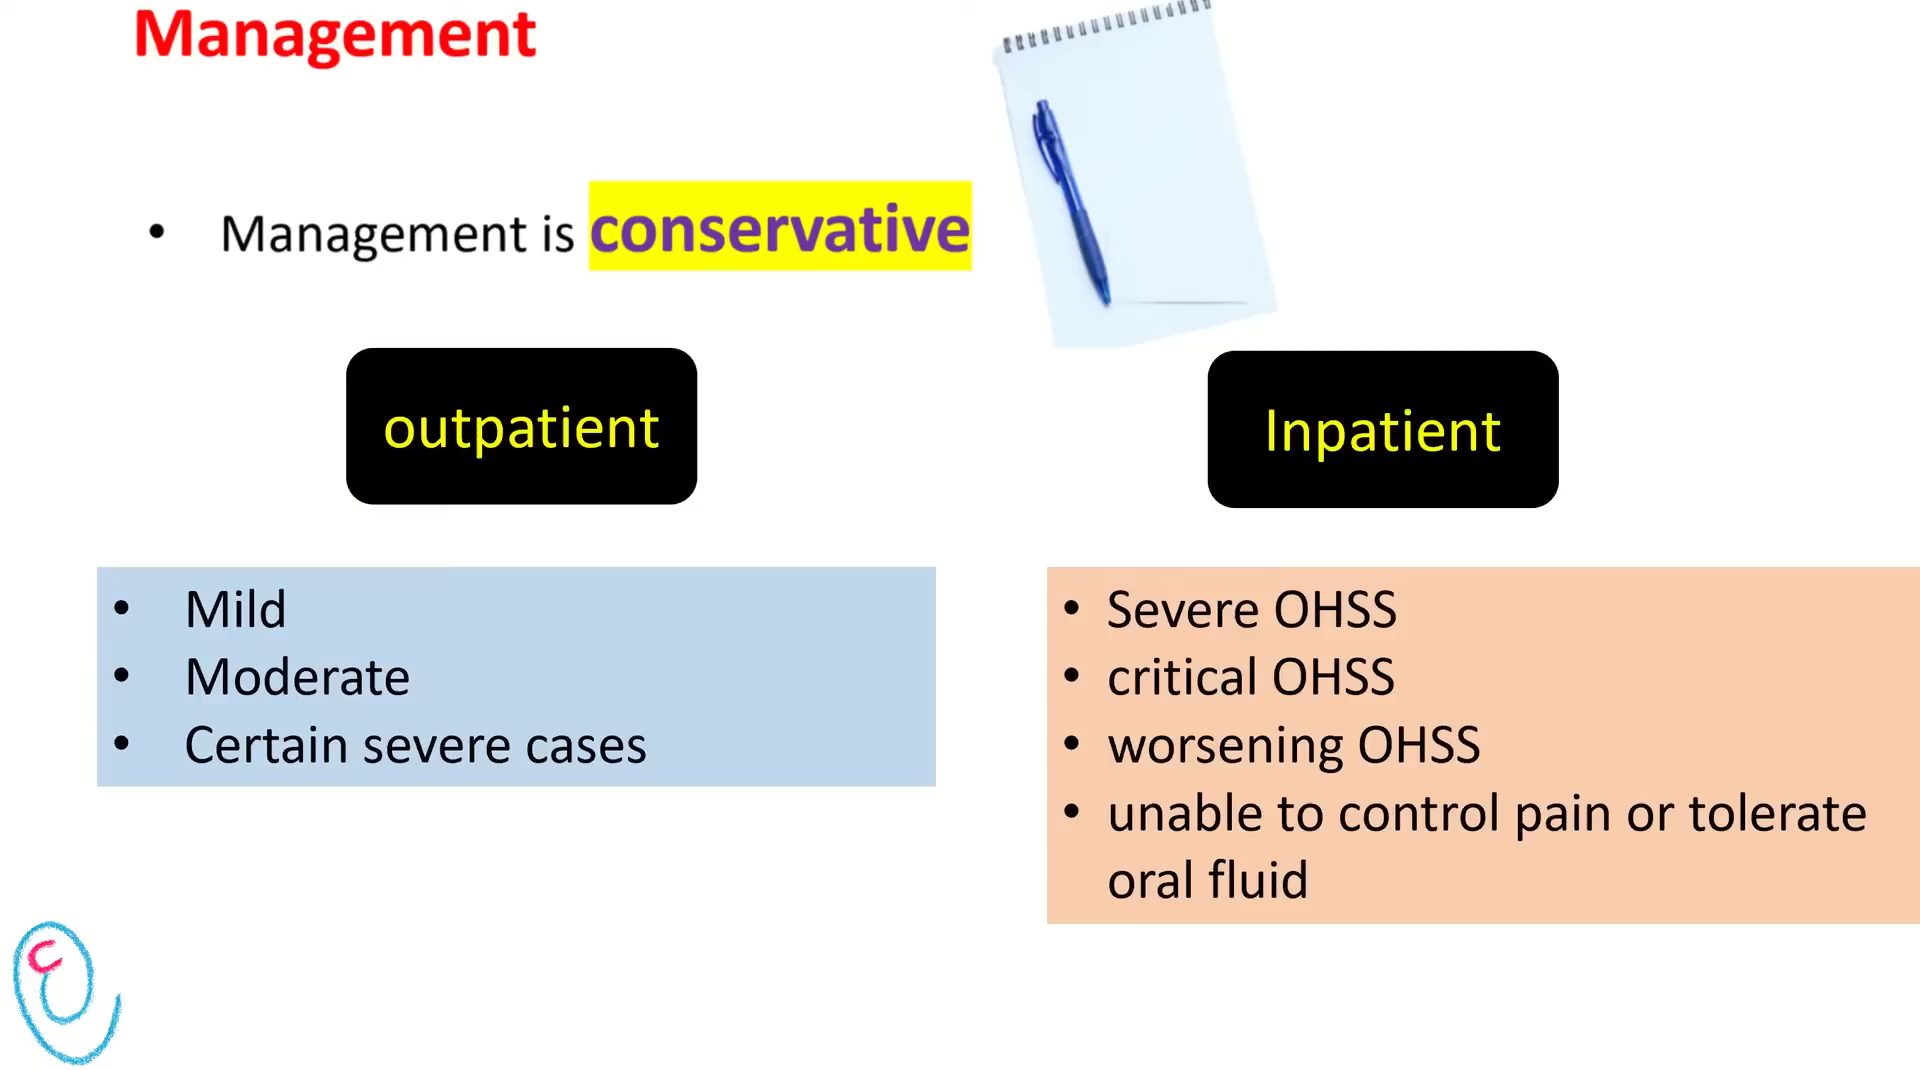 Management
• Management is conservative
outpatient
Inpatient
• Mild
• Moderate
• Certain severe cases
• Severe OHSS
• critical OHSS
• worsening OHSS
• unable to control pain or tolerate
oral fluid